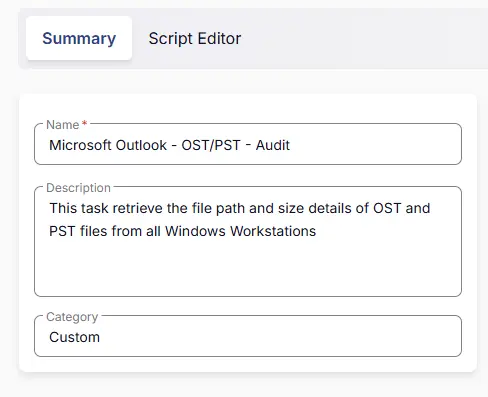 Summary Script Editor
Name *
Microsoft Outlook - OST/PST - Audit
Description
This task retrieve the file path and size details of OST and
PST files from all Windows Workstations
Category
Custom